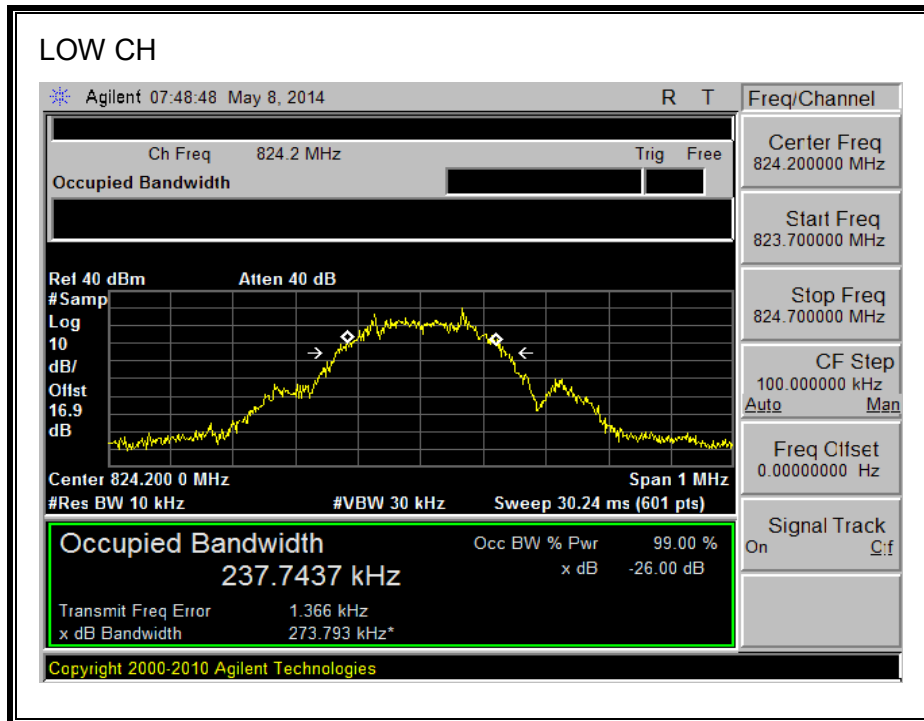 LOW CH
Agilent 07:48:48 May 8, 2014 R T
Freq/Channel
Ch Freq 824.2 MHz Trig Free
Occupied Bandwidth
Center Freq
824.200000 MHz
Start Freq
823.700000 MHz
Stop Freq
824.700000 MHz
CF Step
100.000000 kHz
Auto Man
Freq Offset
0.00000000 Hz
Signal Track
On Off
Ref 40 dBm Atten 40 dB
#Samp
Log
10
dB/
Offst
16.9
dB
Center 824.200 0 MHz Span 1 MHz
#Res BW 10 kHz #VBW 30 kHz Sweep 30.24 ms (601 pts)
Occupied Bandwidth
237.7437 kHz
Occ BW % Pwr 99.00 %
x dB -26.00 dB
Transmit Freq Error 1.366 kHz
x dB Bandwidth 273.793 kHz*
Copyright 2000-2010 Agilent Technologies